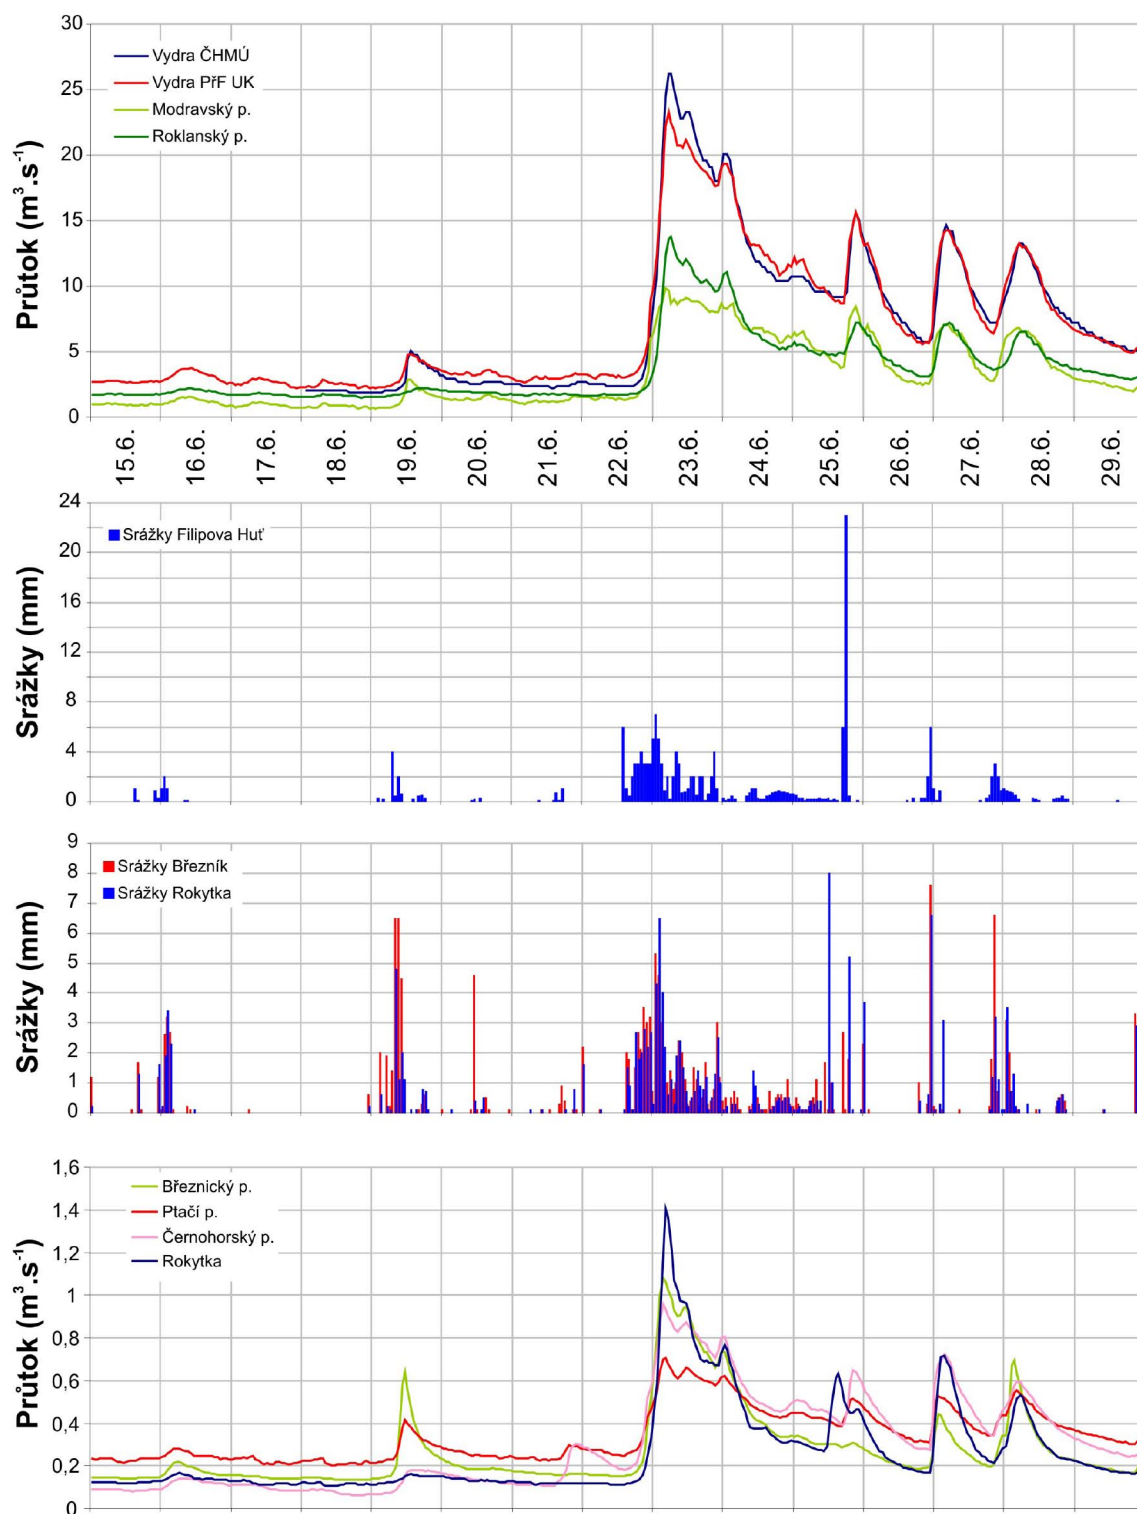 30
25
20
15
10
5
0
Průtok (m³.s⁻¹)
Vydra ČHMÚ
Vydra PřF UK
Modravský p.
Roklanský p.
15.6. 16.6. 17.6. 18.6. 19.6. 20.6. 21.6. 22.6. 23.6. 24.6. 25.6. 26.6. 27.6. 28.6. 29.6.
24
20
16
12
8
4
0
Srážky (mm)
Srážky Filipova Huť
9
8
7
6
5
4
3
2
1
0
Srážky (mm)
Srážky Březník
Srážky Rokytka
1,6
1,4
1,2
1
0,8
0,6
0,4
0,2
0
Průtok (m³.s⁻¹)
Březnický p.
Ptačí p.
Černohorský p.
Rokytka